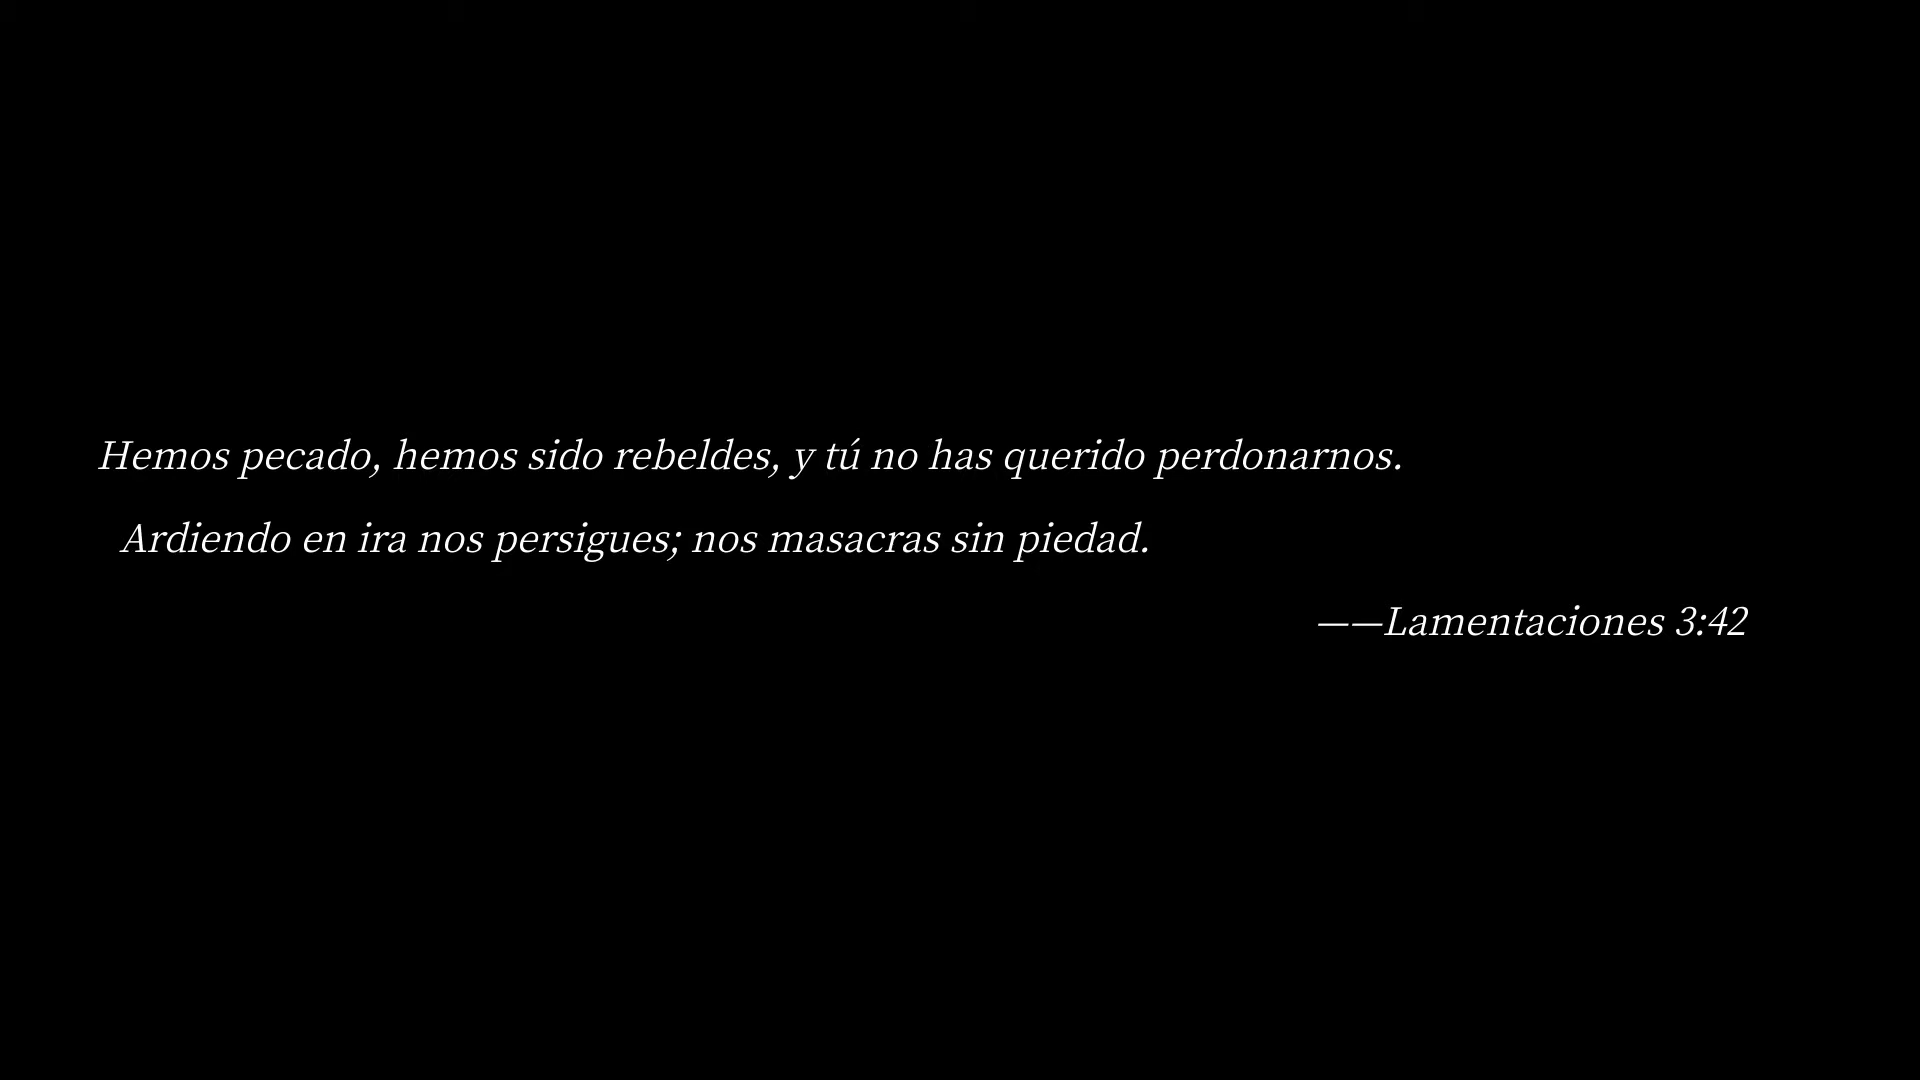 Hemos pecado, hemos sido rebeldes, y tú no has querido perdonarnos.
Ardiendo en ira nos persigues; nos masacras sin piedad.
——Lamentaciones 3:42